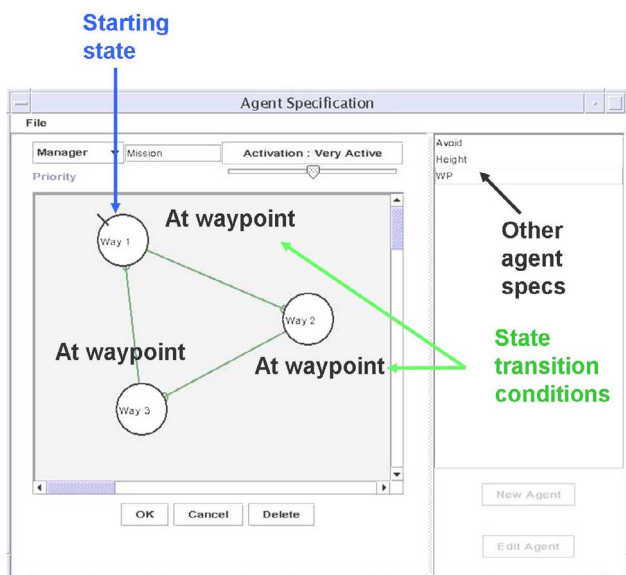 Starting
state
Agent Specification
File
Manager
Mission
Activation : Very Active
Priority
Avoid
Height
WP
Way 1
At waypoint
Way 2
At waypoint
At waypoint
Way 3
Other
agent
specs
State
transition
conditions
OK
Cancel
Delete
New Agent
Edit Agent